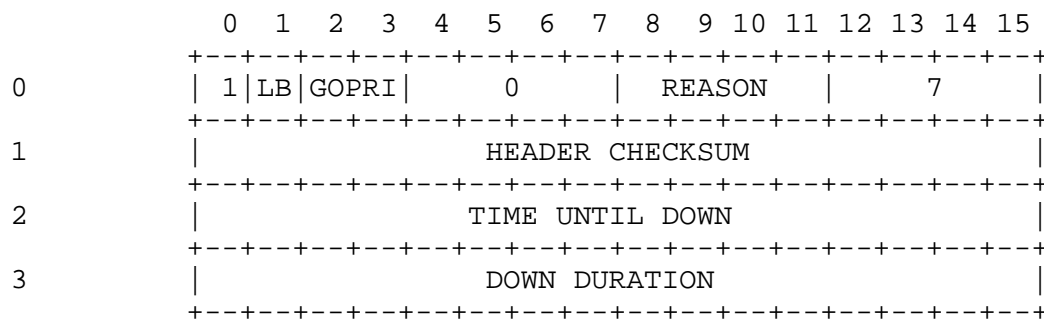 0 1 2 3 4 5 6 7 8 9 10 11 12 13 14 15
+--+--+--+--+--+--+--+--+--+--+--+--+--+--+--+--+
0 | 1|LB|GOPRI| 0 | REASON | 7 |
+--+--+--+--+--+--+--+--+--+--+--+--+--+--+--+--+
1 | HEADER CHECKSUM |
+--+--+--+--+--+--+--+--+--+--+--+--+--+--+--+--+
2 | TIME UNTIL DOWN |
+--+--+--+--+--+--+--+--+--+--+--+--+--+--+--+--+
3 | DOWN DURATION |
+--+--+--+--+--+--+--+--+--+--+--+--+--+--+--+--+